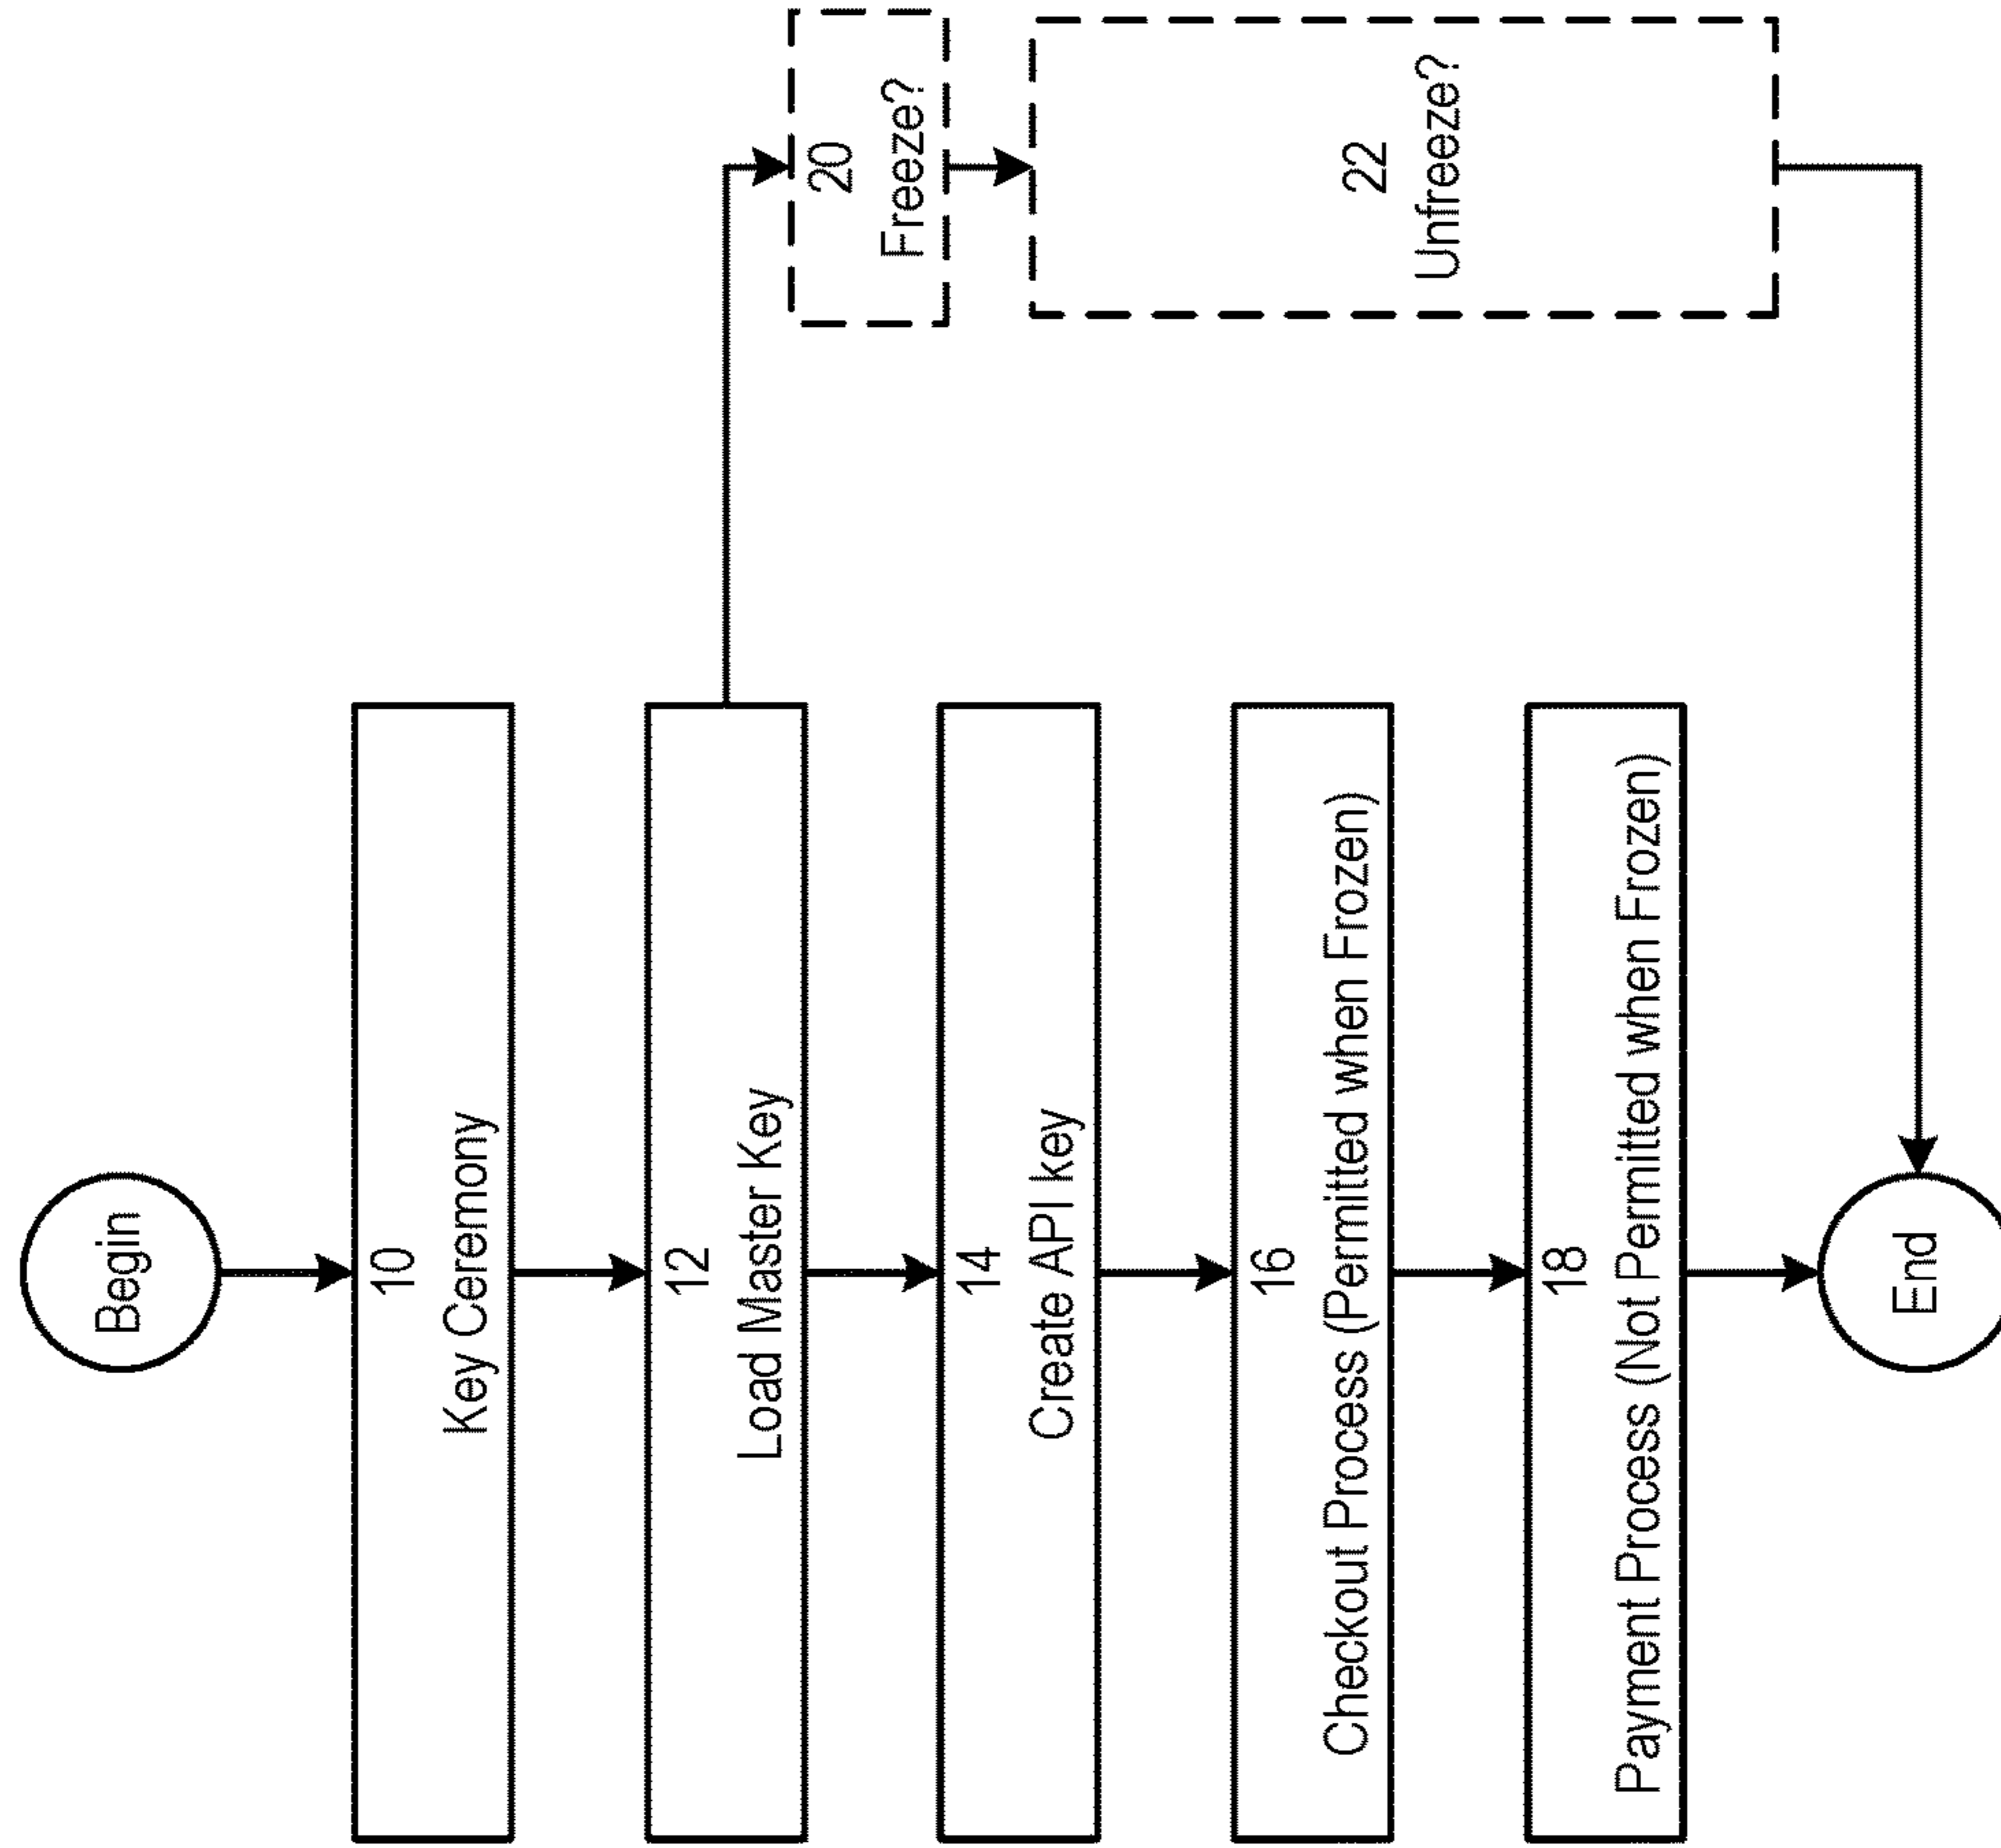 Begin
10
Key Ceremony
12
Load Master Key
14
Create API key
16
Checkout Process (Permitted when Frozen)
18
Payment Process (Not Permitted when Frozen)
End
20
Freeze?
22
Unfreeze?